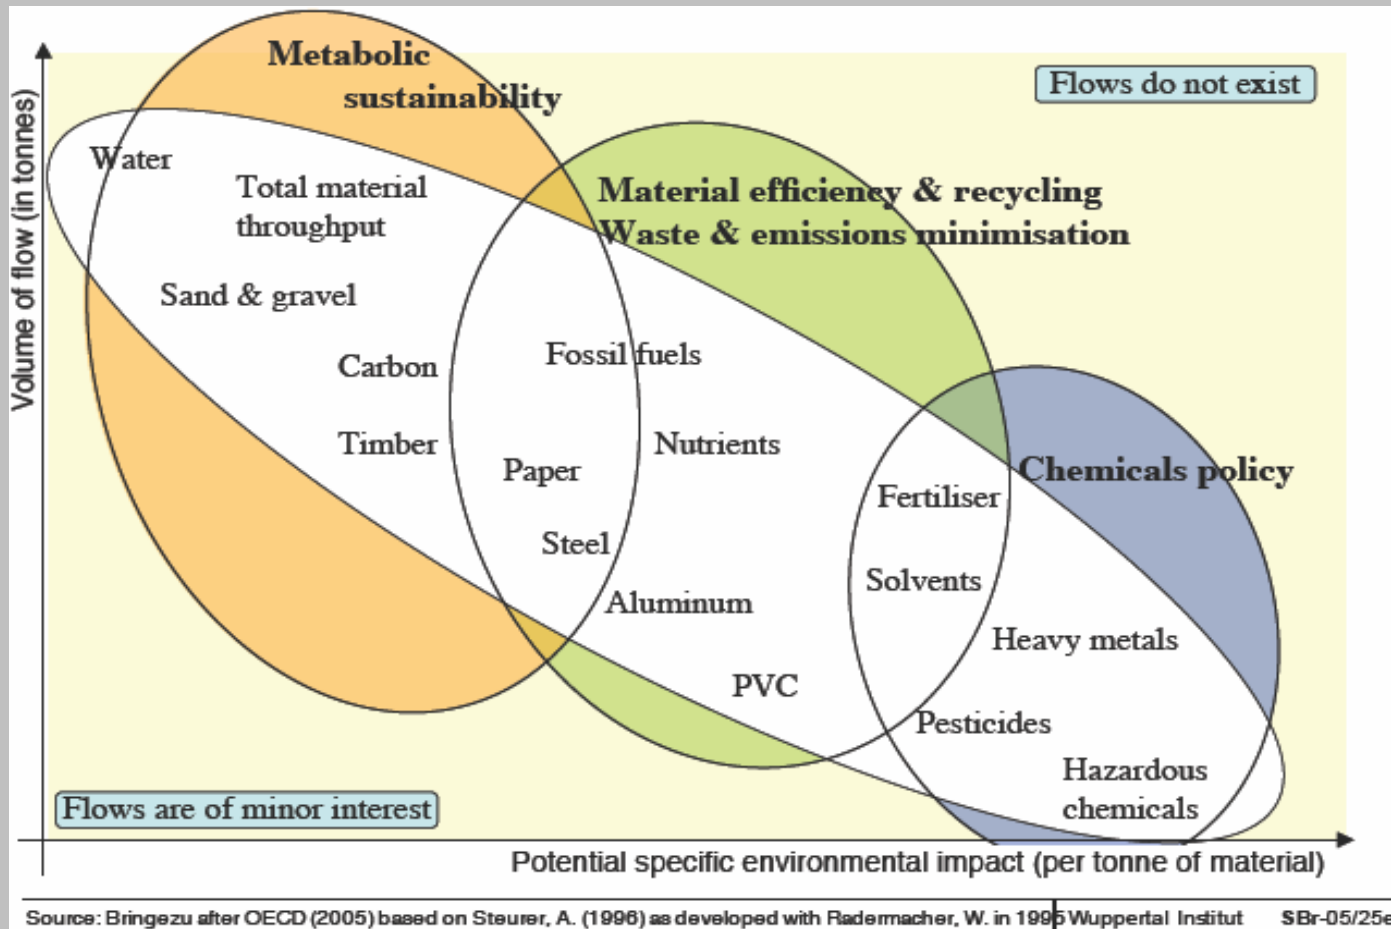 Metabolic
sustainability
Flows do not exist
Volume of flow (in tonnes)
Water
Total material
throughput
Material efficiency & recycling
Waste & emissions minimisation
Sand & gravel
Carbon
Fossil fuels
Timber
Nutrients
Paper
Chemicals policy
Fertiliser
Steel
Solvents
Aluminum
Heavy metals
PVC
Pesticides
Hazardous
chemicals
Flows are of minor interest
Potential specific environmental impact (per tonne of material)
Source: Bringezu after OECD (2005) based on Steurer, A. (1996) as developed with Radermacher, W. in 1995 Wuppertal Institut SBr-05/25e